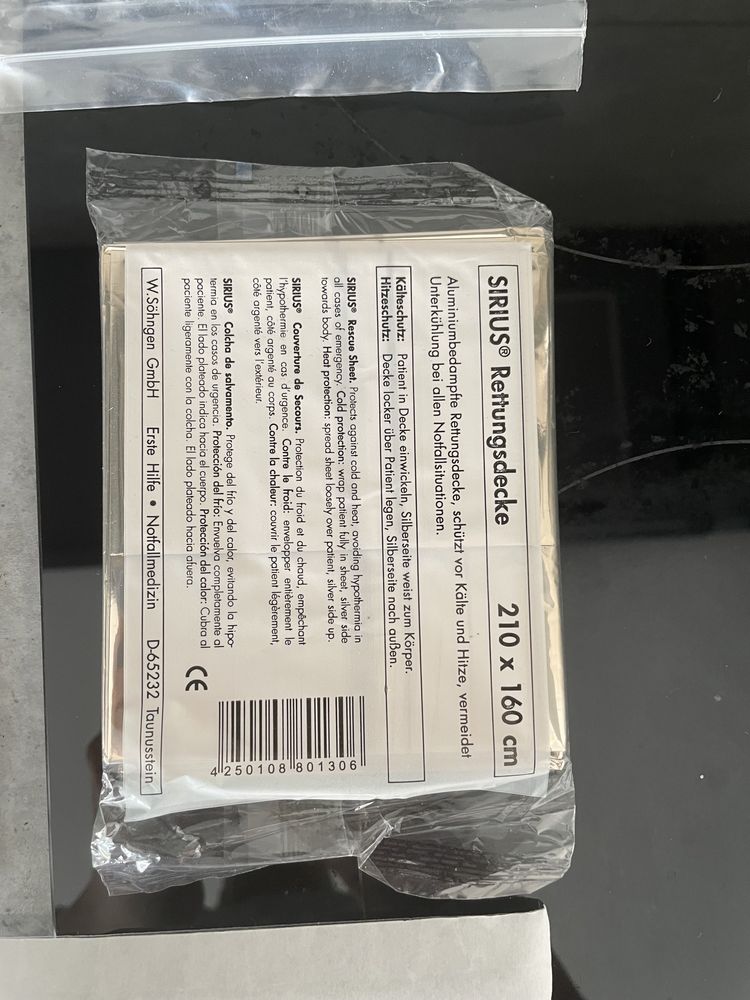 SIRIUS® Rettungsdecke 210 x 160 cm
Aluminiumbedampfte Rettungsdecke, schützt vor Kälte und Hitze, vermeidet
Unterkühlung bei allen Notfallsituationen.
Kälteschutz: Patient in Decke einwickeln, Silberseite weist zum Körper.
Hitzeschutz: Decke locker über Patient legen, Silberseite nach außen.
SIRIUS® Rescue Sheet. Protects against cold and heat, avoiding hypothermia in
all cases of emergency. Cold protection: wrap patient fully in sheet, silver side
towards body. Heat protection: spread sheet loosely over patient, silver side up.
SIRIUS® Couverture de Secours. Protection du froid et du chaud, empêchant
l'hypothermie en cas d'urgence. Contre le froid: envelopper entièrement le
patient, côté argenté au corps. Contre la chaleur: couvrir le patient légèrement,
côté argenté vers l'extérieur.
SIRIUS® Colcha de salvamento. Protege del frío y del calor, evilando la hipo-
termia en los casos de urgencia. Protección del frío: Envuelva completamente al
paciente. El lado plateado indica hacia el cuerpo. Protección del calor: Cubra al
paciente ligeramente con la colcha. El lado plateado hacia afuera.
4 250108 801306
CE
W.Söhngen GmbH Erste Hilfe • Notfallmedizin D-65232 Taunusstein